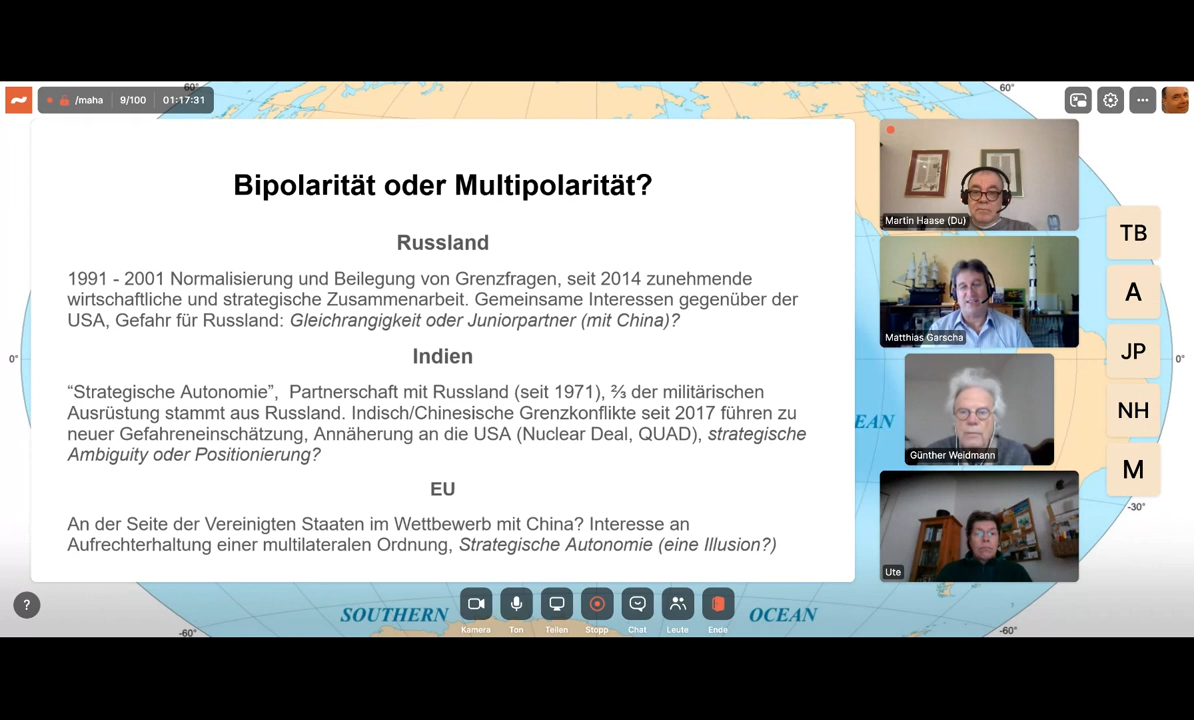 60°
60°
/maha
9/100
01:17:31
Bipolarität oder Multipolarität?
Russland
1991 - 2001 Normalisierung und Beilegung von Grenzfragen, seit 2014 zunehmende
wirtschaftliche und strategische Zusammenarbeit. Gemeinsame Interessen gegenüber der
USA, Gefahr für Russland: Gleichrangigkeit oder Juniorpartner (mit China)?
Indien
“Strategische Autonomie”, Partnerschaft mit Russland (seit 1971), ⅔ der militärischen
Ausrüstung stammt aus Russland. Indisch/Chinesische Grenzkonflikte seit 2017 führen zu
neuer Gefahreneinschätzung, Annäherung an die USA (Nuclear Deal, QUAD), strategische
Ambiguity oder Positionierung?
EU
An der Seite der Vereinigten Staaten im Wettbewerb mit China? Interesse an
Aufrechterhaltung einer multilateralen Ordnung, Strategische Autonomie (eine Illusion?)
Martin Haase (Du)
Matthias Garscha
Günther Weidmann
Ute
TB
A
JP
NH
M
0°
0°
EAN
-30°
?
SOUTHERN
OCEAN
-60°
-60°
Kamera
Ton
Teilen
Stopp
Chat
Leute
Ende